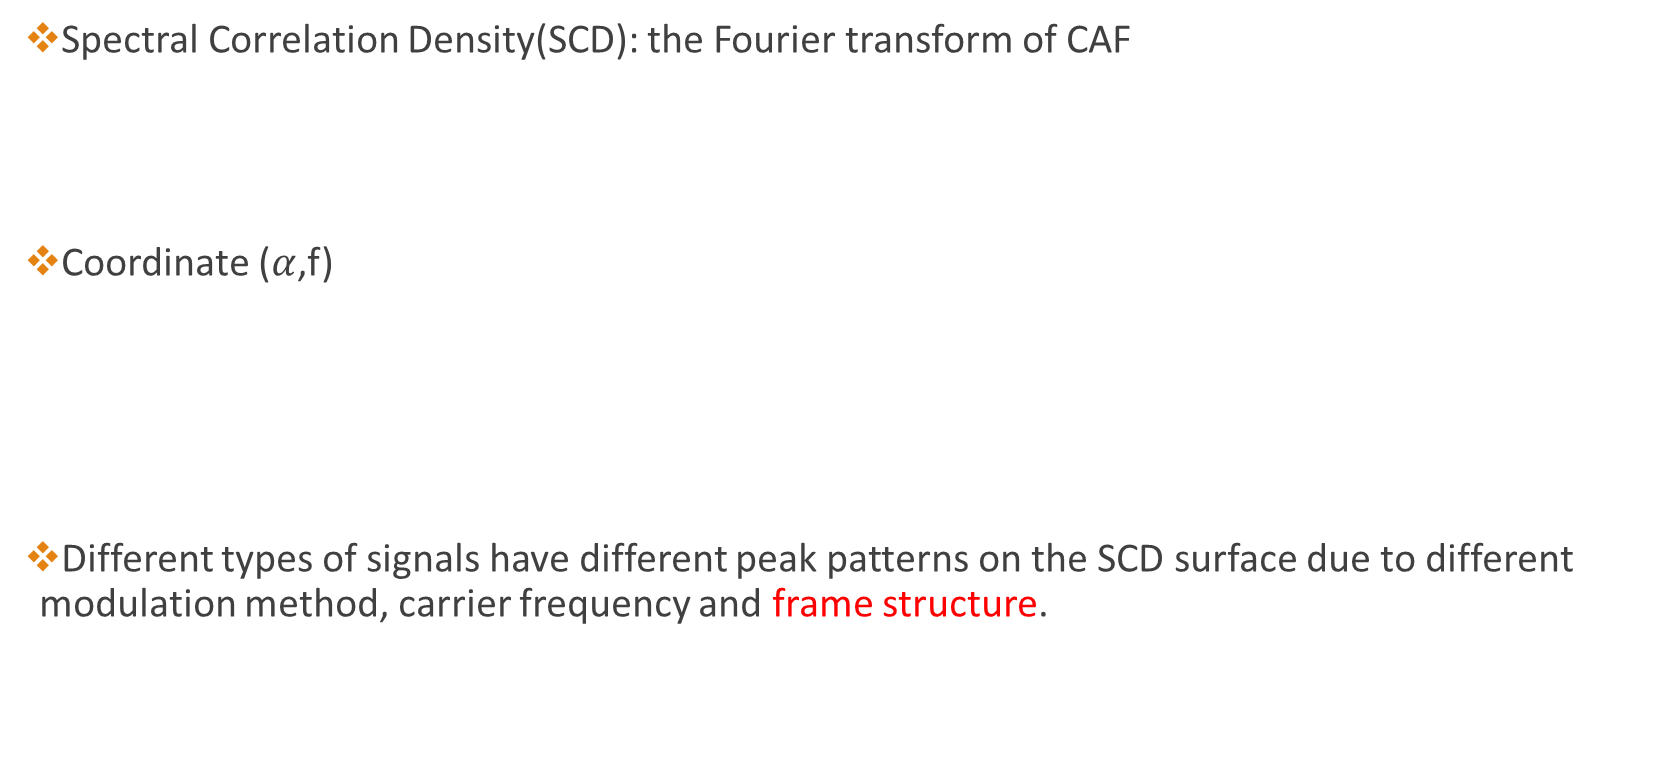 ❖Spectral Correlation Density(SCD): the Fourier transform of CAF
❖Coordinate (𝛼,f)
❖Different types of signals have different peak patterns on the SCD surface due to different
modulation method, carrier frequency and frame structure.